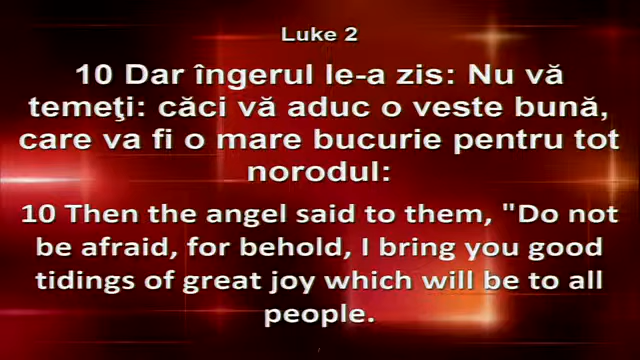 Luke 2
10 Dar îngerul le-a zis: Nu vă
temeţi: căci vă aduc o veste bună,
care va fi o mare bucurie pentru tot
norodul:
10 Then the angel said to them, "Do not
be afraid, for behold, I bring you good
tidings of great joy which will be to all
people.